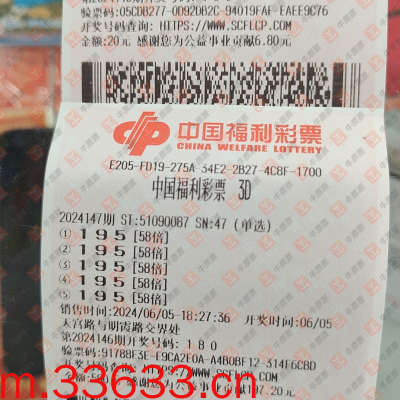 验票码:05CDB277-0D92D82C-94019FAF-EAEE9C76
开奖号码查询: HTTPS://WWW.SCFLCP.COM
金额:20元 感谢您为公益事业贡献6.80元
中国福利彩票
CHINA WELFARE LOTTERY
E205-FD19-275A-34E2-2B27-4C8F-1700
中国福利彩票 3D
2024147期 ST:51090087 SN:47 (单选)
① 1 9 5 [58倍]
② 1 9 5 [58倍]
③ 1 9 5 [58倍]
④ 1 9 5 [58倍]
⑤ 1 9 5 [58倍]
销售时间:2024/06/05-18:27:36 开奖时间:06/05
天宫路与明霞路交界处
第2024146期开奖号码: 1 8 0
验票码:917B8E3E-F9CA2E0A-A4B0BF12-314F6CBD
m.33633.cn